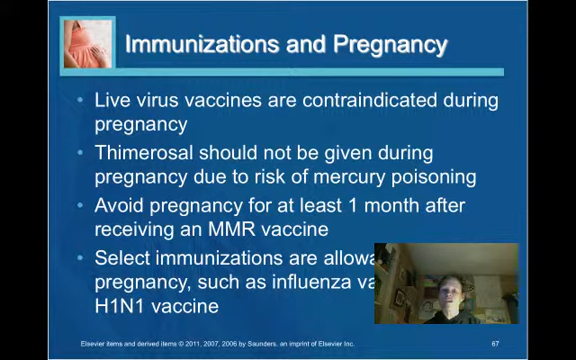 Immunizations and Pregnancy
• Live virus vaccines are contraindicated during
pregnancy
• Thimerosal should not be given during
pregnancy due to risk of mercury poisoning
• Avoid pregnancy for at least 1 month after
receiving an MMR vaccine
• Select immunizations are allowa
pregnancy, such as influenza va
H1N1 vaccine
Elsevier items and derived items © 2011, 2007, 2006 by Saunders, an imprint of Elsevier Inc.
67